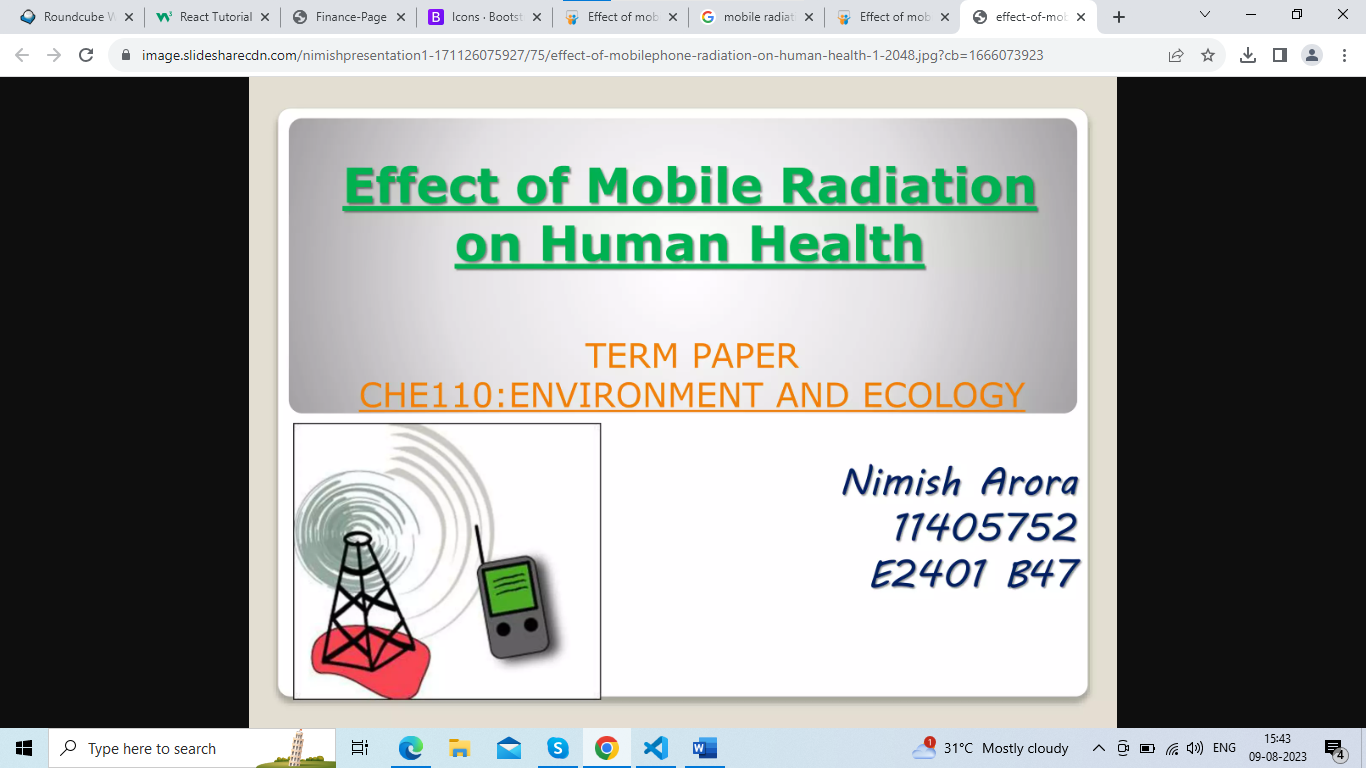 Roundcube W
React Tutorial
Finance-Page
Icons · Bootst
Effect of mob
mobile radiati
Effect of mob
effect-of-mob
image.slidesharecdn.com/nimishpresentation1-171126075927/75/effect-of-mobilephone-radiation-on-human-health-1-2048.jpg?cb=1666073923
Effect of Mobile Radiation
on Human Health
TERM PAPER
CHE110:ENVIRONMENT AND ECOLOGY
Nimish Arora
11405752
E2401 B47
Type here to search
1
31°C Mostly cloudy
ENG
15:43
09-08-2023
4